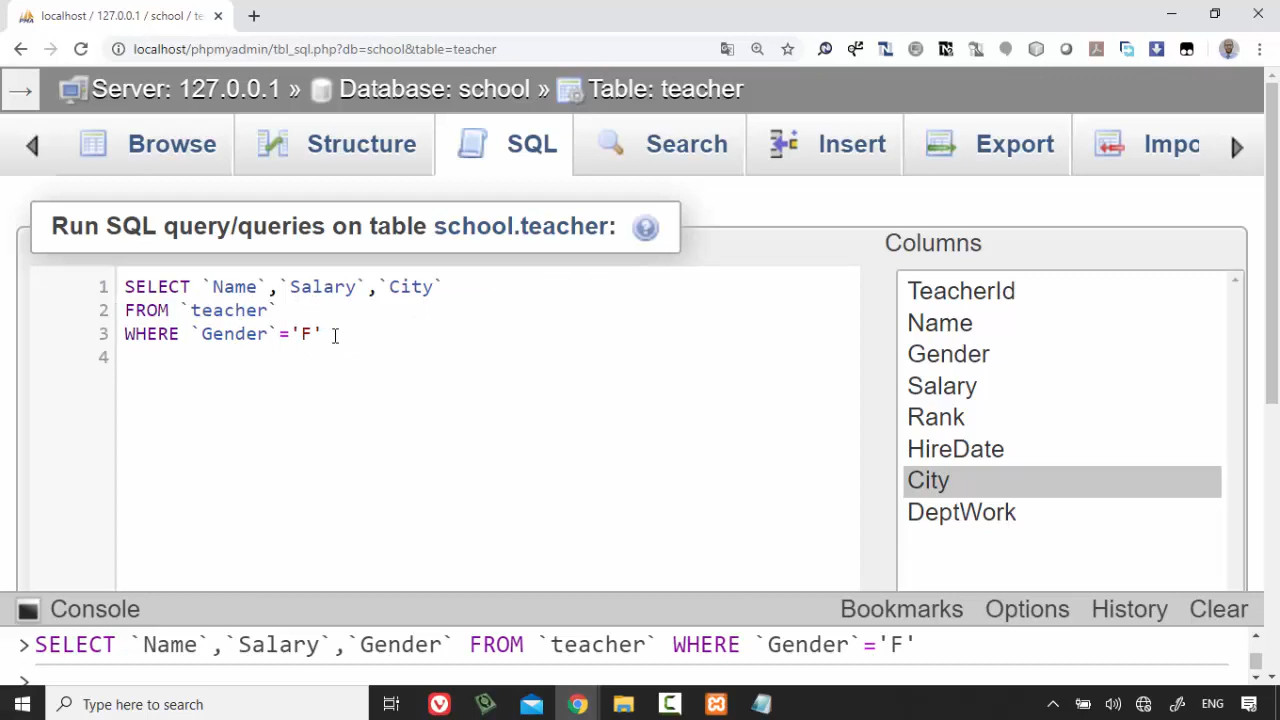 localhost / 127.0.0.1 / school / te
localhost/phpmyadmin/tbl_sql.php?db=school&table=teacher
Server: 127.0.0.1 » Database: school » Table: teacher
Browse Structure SQL Search Insert Export Impo
Run SQL query/queries on table school.teacher:
Columns
1 SELECT `Name`,`Salary`,`City`
2 FROM `teacher`
3 WHERE `Gender`='F'
4
TeacherId
Name
Gender
Salary
Rank
HireDate
City
DeptWork
Console Bookmarks Options History Clear
>SELECT `Name`,`Salary`,`Gender` FROM `teacher` WHERE `Gender`='F'
>
Type here to search ENG